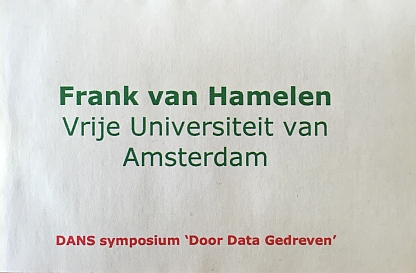 Frank van Hamelen
Vrije Universiteit van
Amsterdam
DANS symposium ‘Door Data Gedreven’